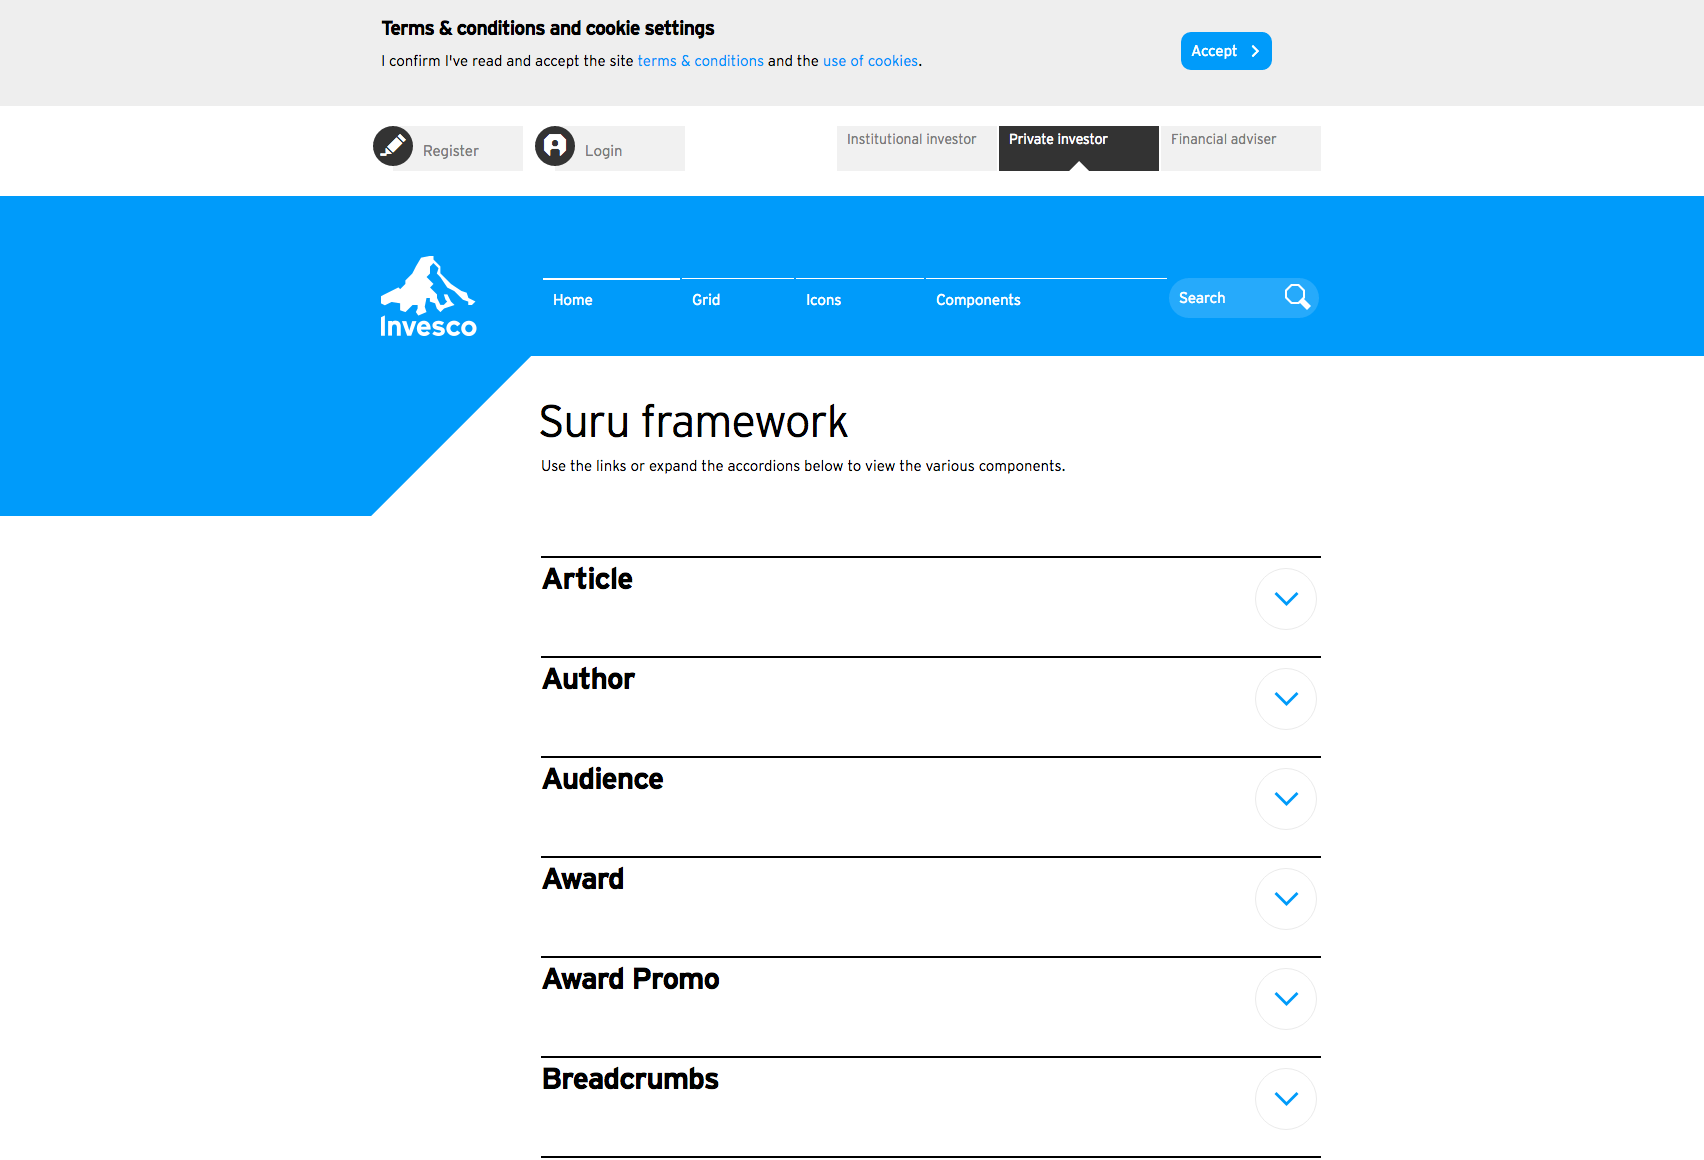 Terms & conditions and cookie settings
I confirm I've read and accept the site terms & conditions and the use of cookies.
Accept
Register
Login
Institutional investor
Private investor
Financial adviser
Invesco
Home
Grid
Icons
Components
Search
Suru framework
Use the links or expand the accordions below to view the various components.
Article
Author
Audience
Award
Award Promo
Breadcrumbs